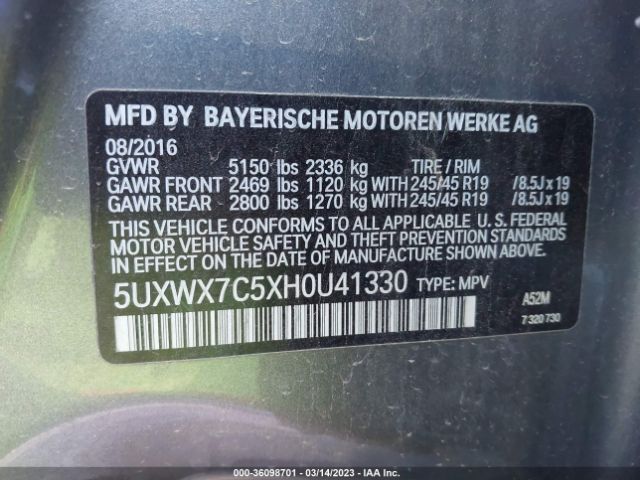 MFD BY BAYERISCHE MOTOREN WERKE AG
08/2016
GVWR 5150 lbs 2336 kg TIRE / RIM
GAWR FRONT 2469 lbs 1120 kg WITH 245/45 R19 /8.5J x 19
GAWR REAR 2800 lbs 1270 kg WITH 245/45 R19 /8.5J x 19
THIS VEHICLE CONFORMS TO ALL APPLICABLE U. S. FEDERAL
MOTOR VEHICLE SAFETY AND THEFT PREVENTION STANDARDS
IN EFFECT ON THE DATE OF MANUFACTURE SHOWN ABOVE.
5UXWX7C5XH0U41330 TYPE: MPV
A52M
7 320 730
000-36098701 - 03/14/2023 - IAA Inc.